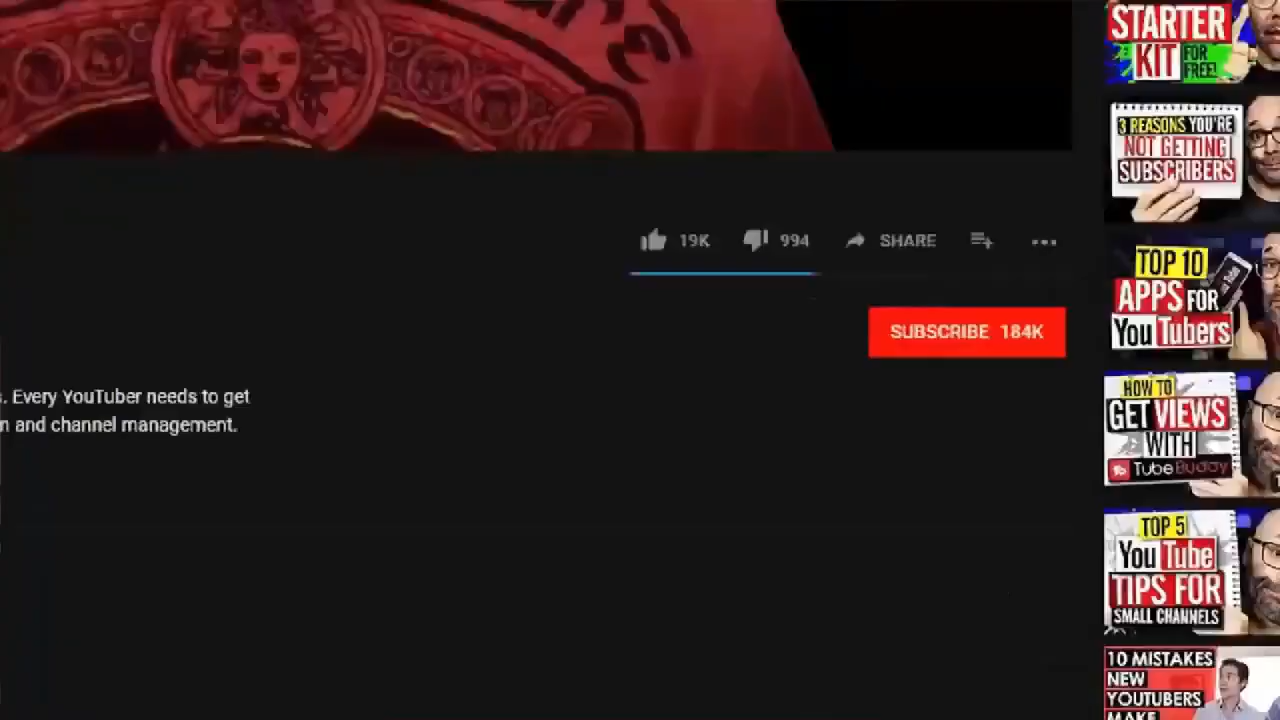 19K 994 SHARE
SUBSCRIBE 184K
. Every YouTuber needs to get
and channel management.
STARTER
KIT FOR
FREE!
3 REASONS YOU'RE
NOT GETTING
SUBSCRIBERS
TOP 10
APPS FOR
YouTubers
HOW TO
GET VIEWS
WITH
TubeBuddy
TOP 5
YouTube
TIPS FOR
SMALL CHANNELS
10 MISTAKES
NEW
YOUTUBERS
MAKE